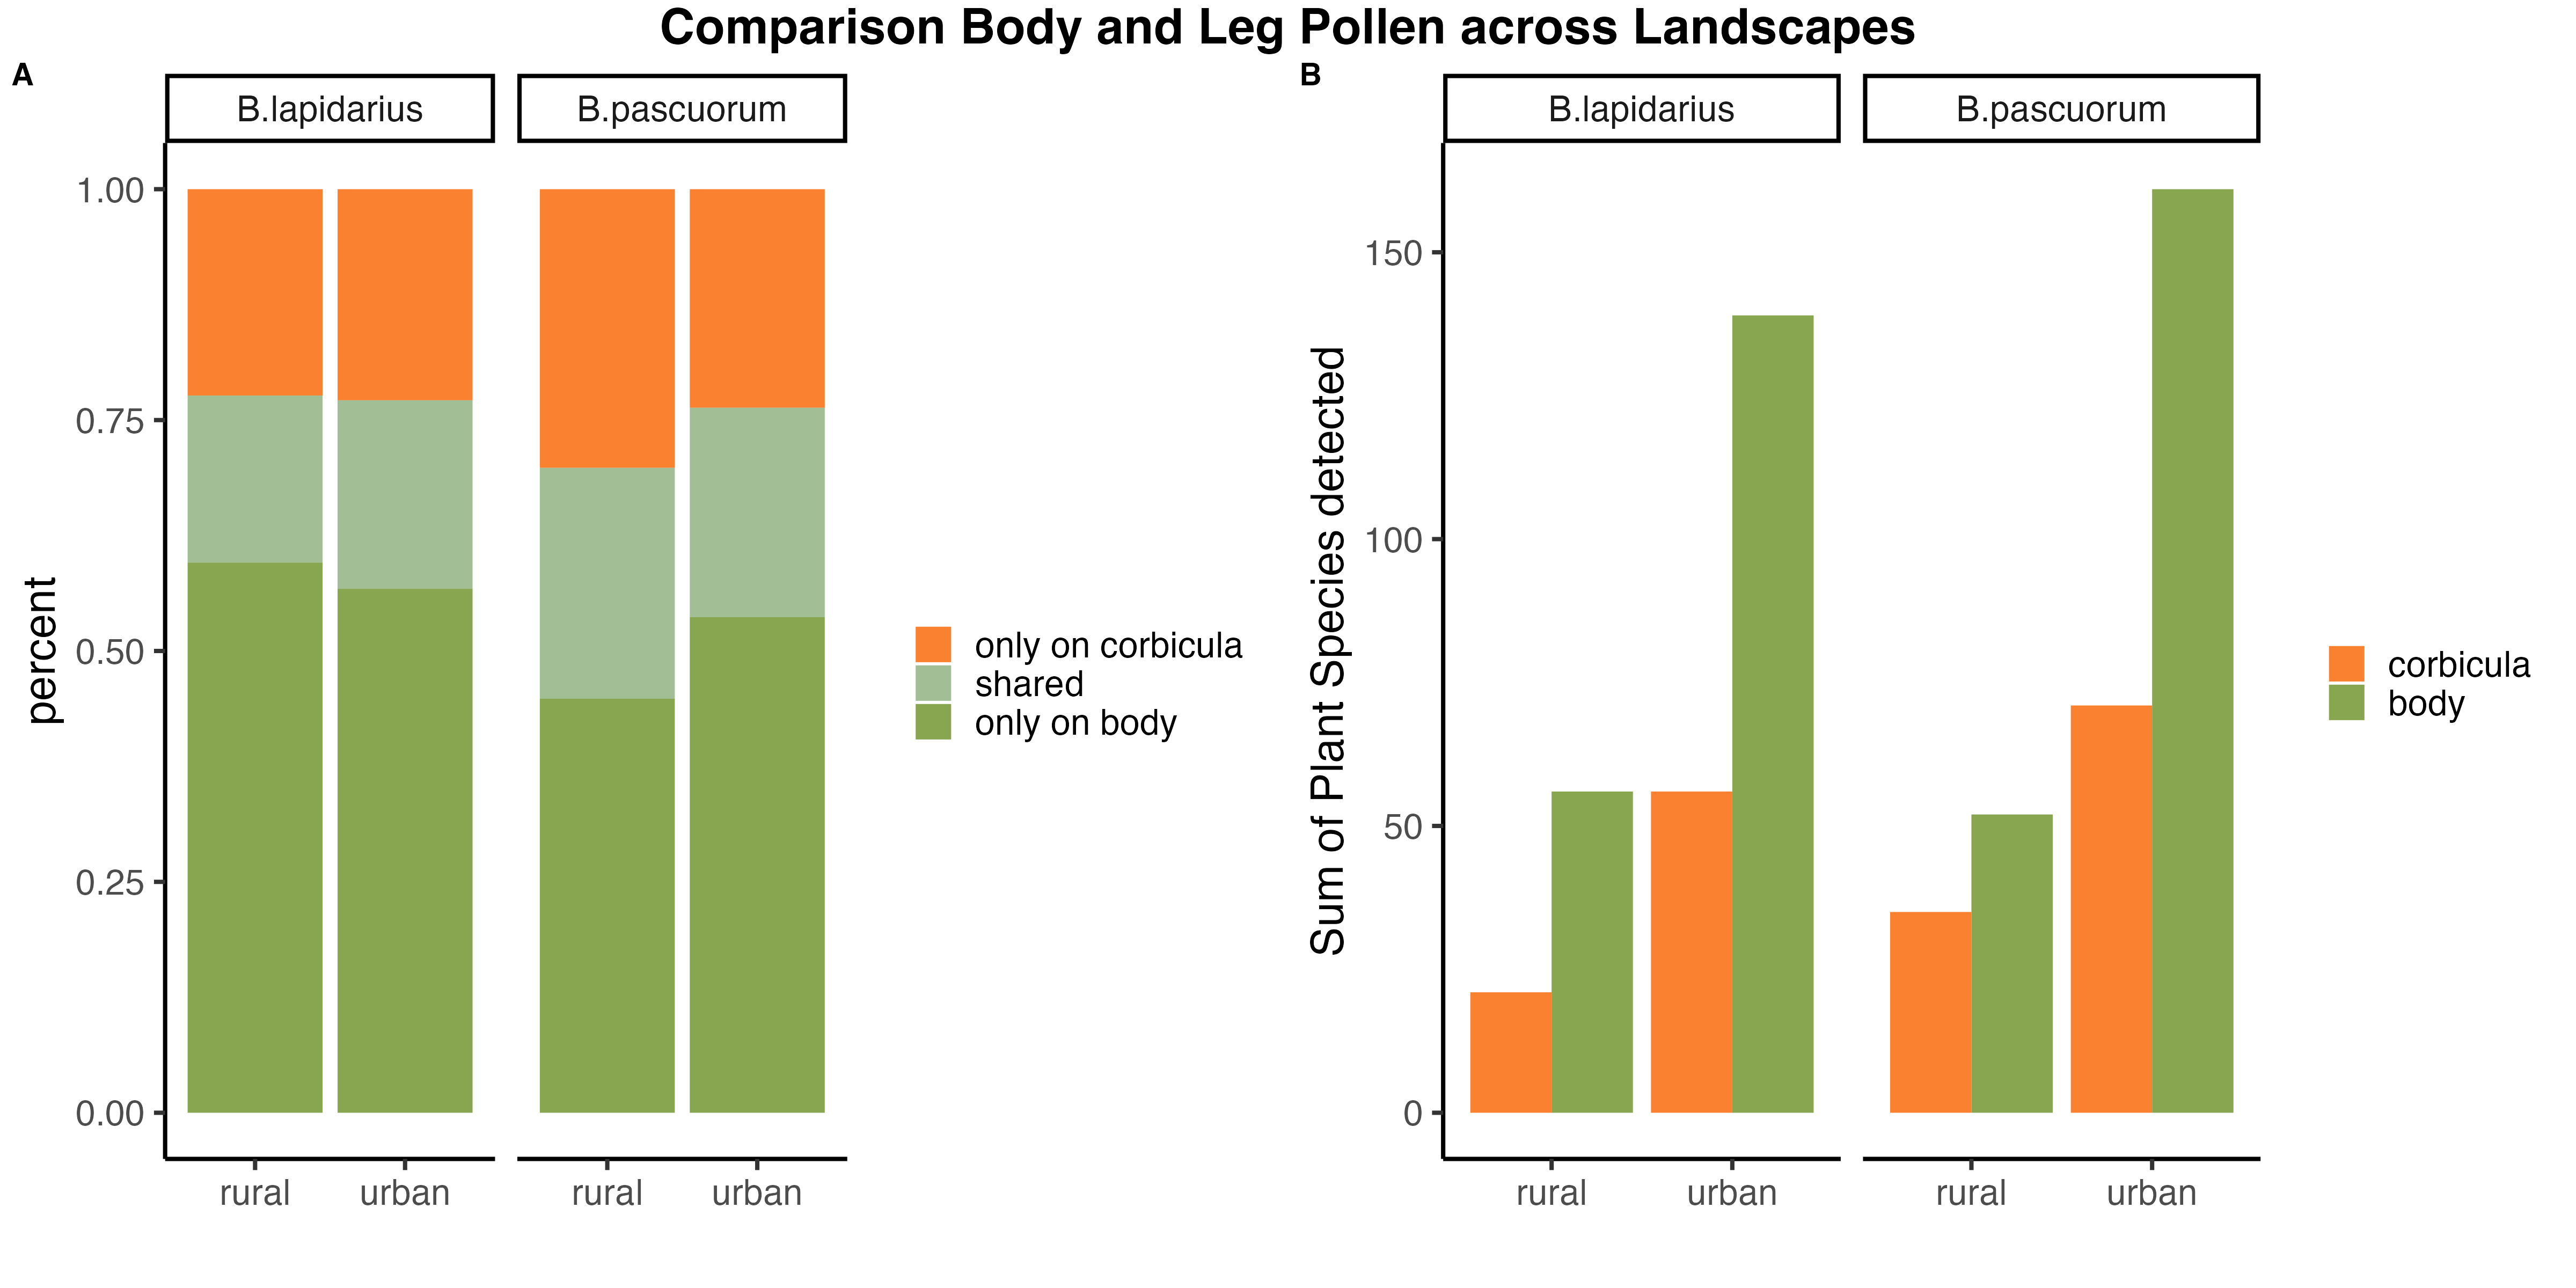 Comparison Body and Leg Pollen across Landscapes
A
B.lapidarius
B.pascuorum
percent
1.00
0.75
0.50
0.25
0.00
rural
urban
rural
urban
only on corbicula
shared
only on body
B
B.lapidarius
B.pascuorum
Sum of Plant Species detected
150
100
50
0
rural
urban
rural
urban
corbicula
body